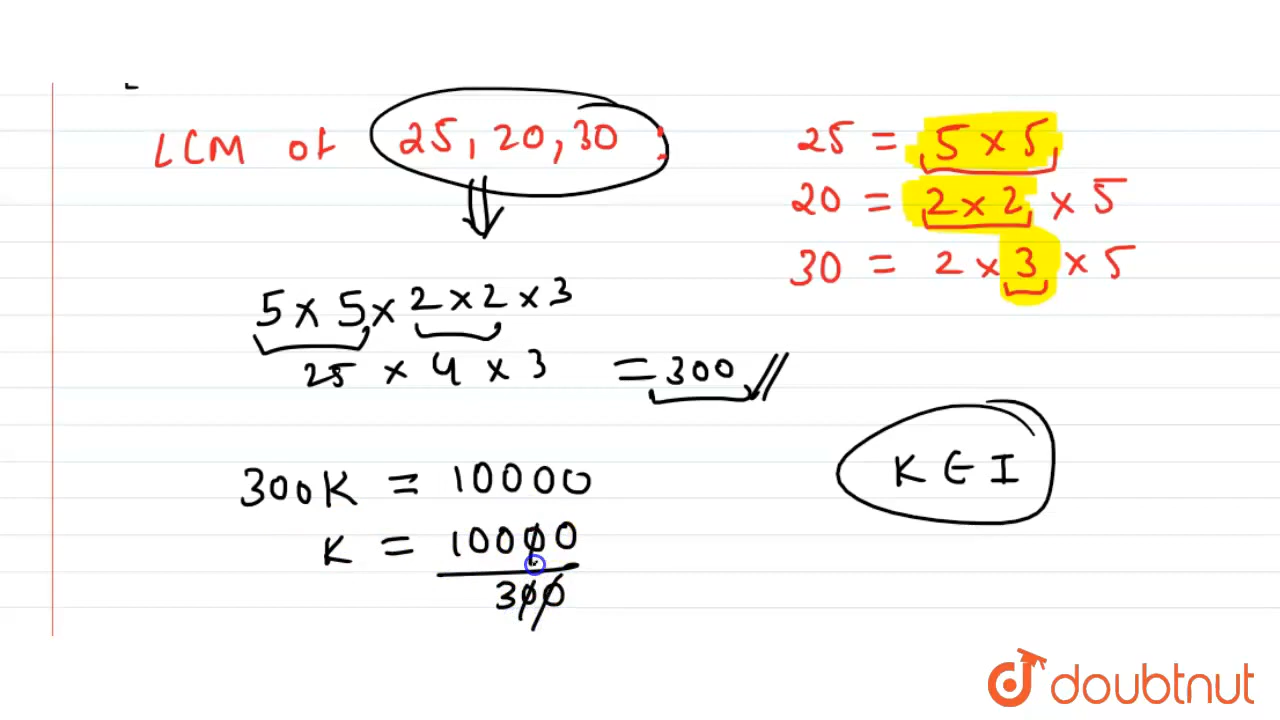 LCM of 25, 20, 30 :
25 = 5 × 5
20 = 2 × 2 × 5
30 = 2 × 3 × 5
5 × 5 × 2 × 2 × 3
25 × 4 × 3 = 300 //
300K = 10000
K ∈ I
K = 10000
300
doubtnut